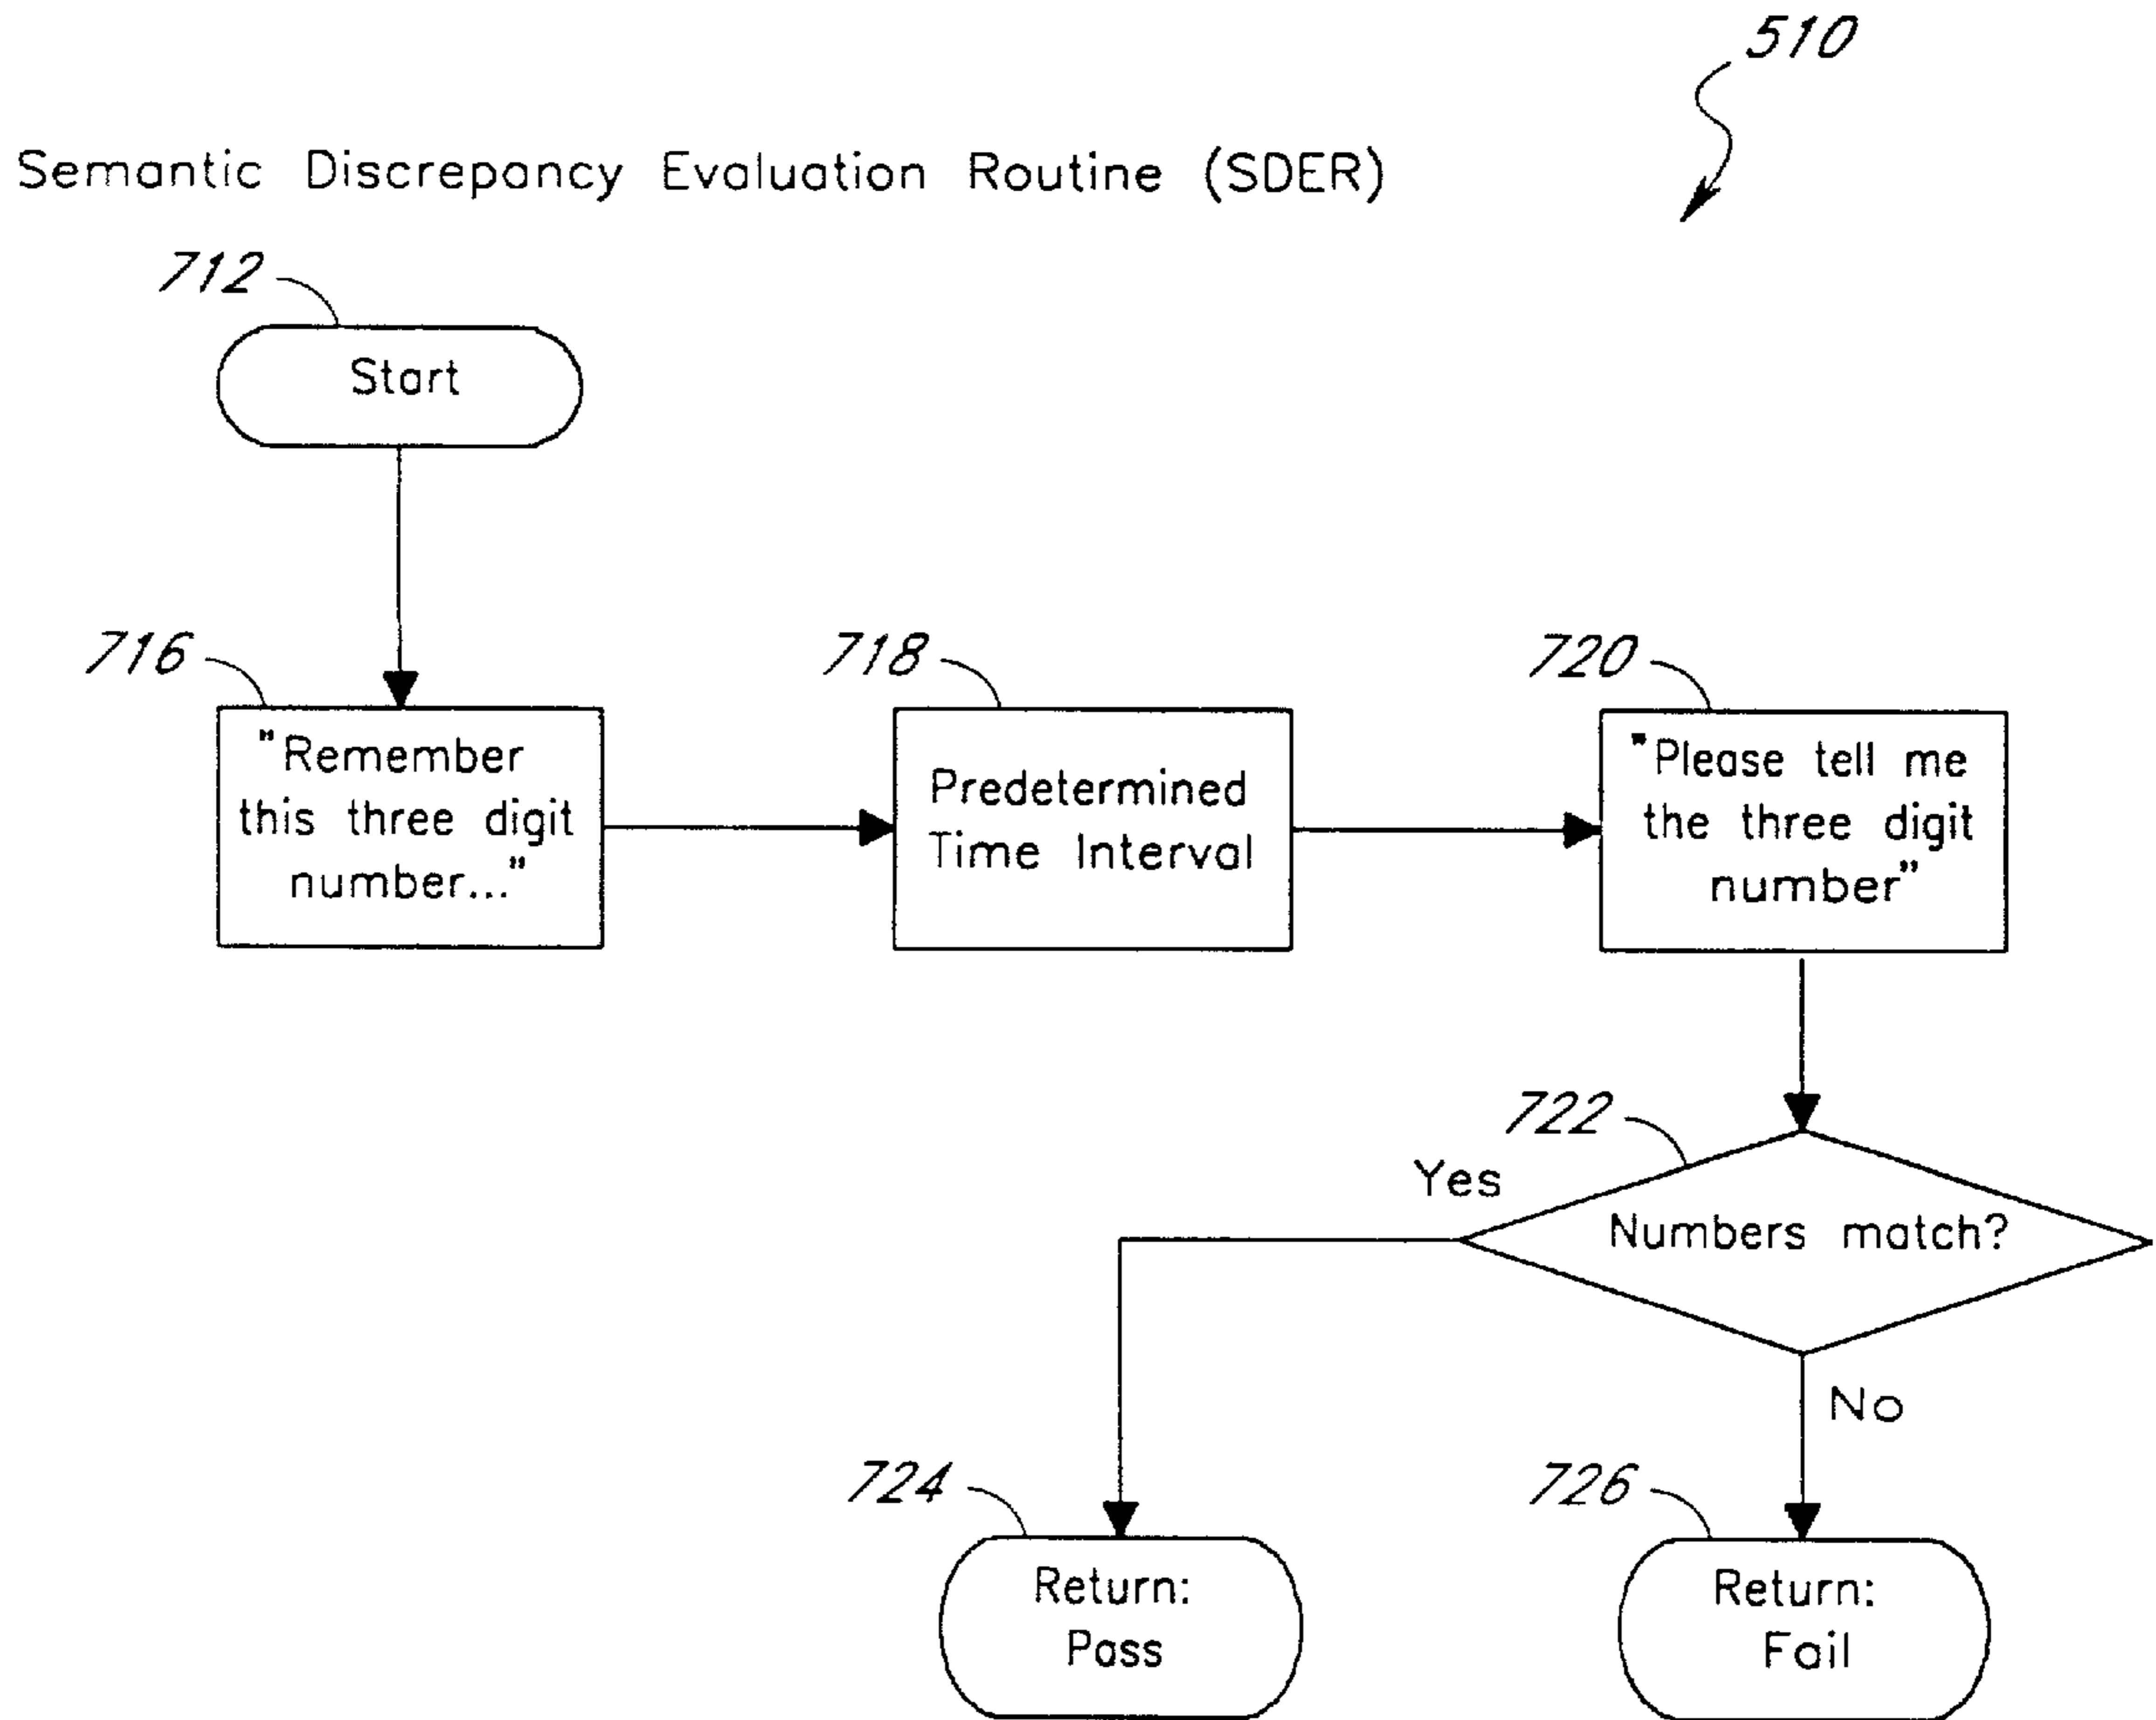 510
Semantic Discrepancy Evaluation Routine (SDER)
712
Start
716
"Remember
this three digit
number..."
718
Predetermined
Time Interval
720
"Please tell me
the three digit
number"
722
Yes
Numbers match?
No
724
Return:
Pass
726
Return:
Fail